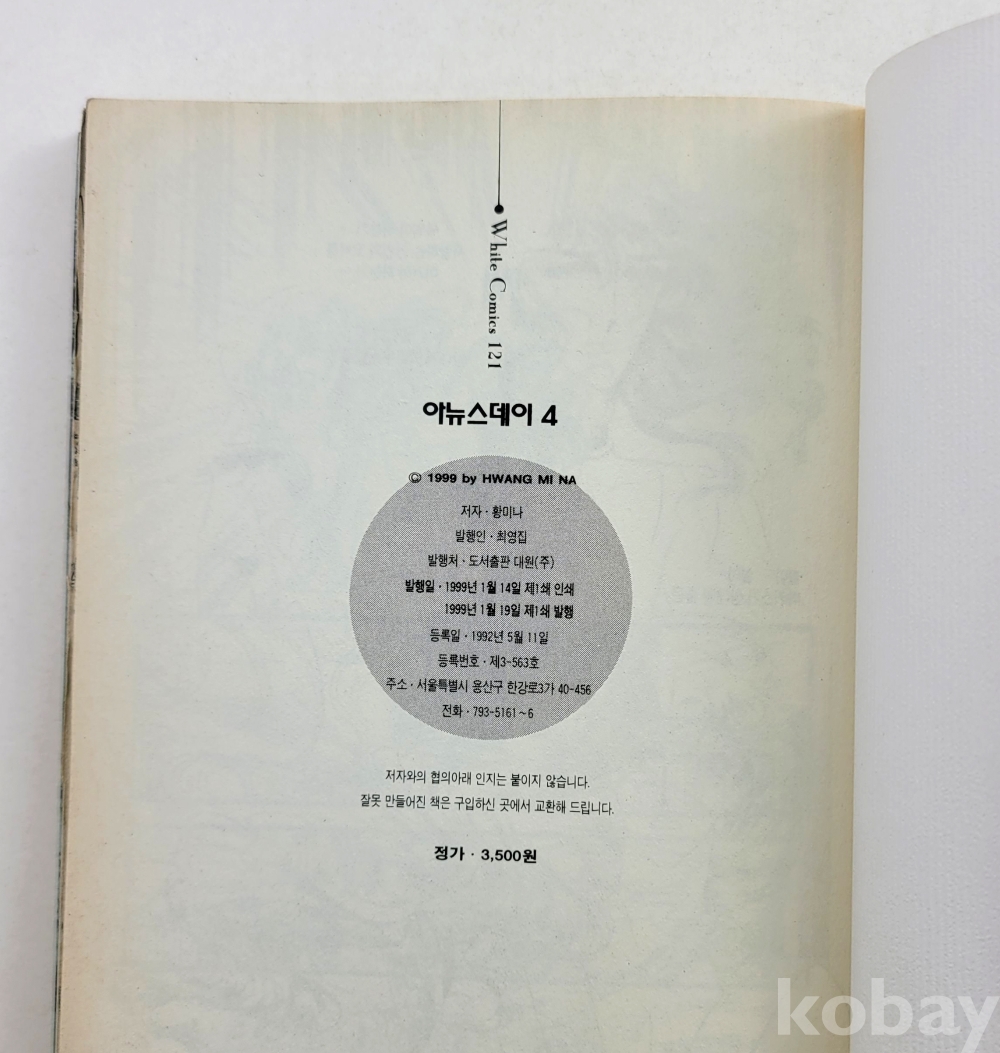 White Comics 121
아뉴스데이 4
© 1999 by HWANG MI NA
저자 · 황미나
발행인 · 최영집
발행처 · 도서출판 대원(주)
발행일 · 1999년 1월 14일 제1쇄 인쇄
1999년 1월 19일 제1쇄 발행
등록일 · 1992년 5월 11일
등록번호 · 제3-563호
주소 · 서울특별시 용산구 한강로3가 40-456
전화 · 793-5161～6
저자와의 협의아래 인지는 붙이지 않습니다.
잘못 만들어진 책은 구입하신 곳에서 교환해 드립니다.
정가 · 3,500원
kobay